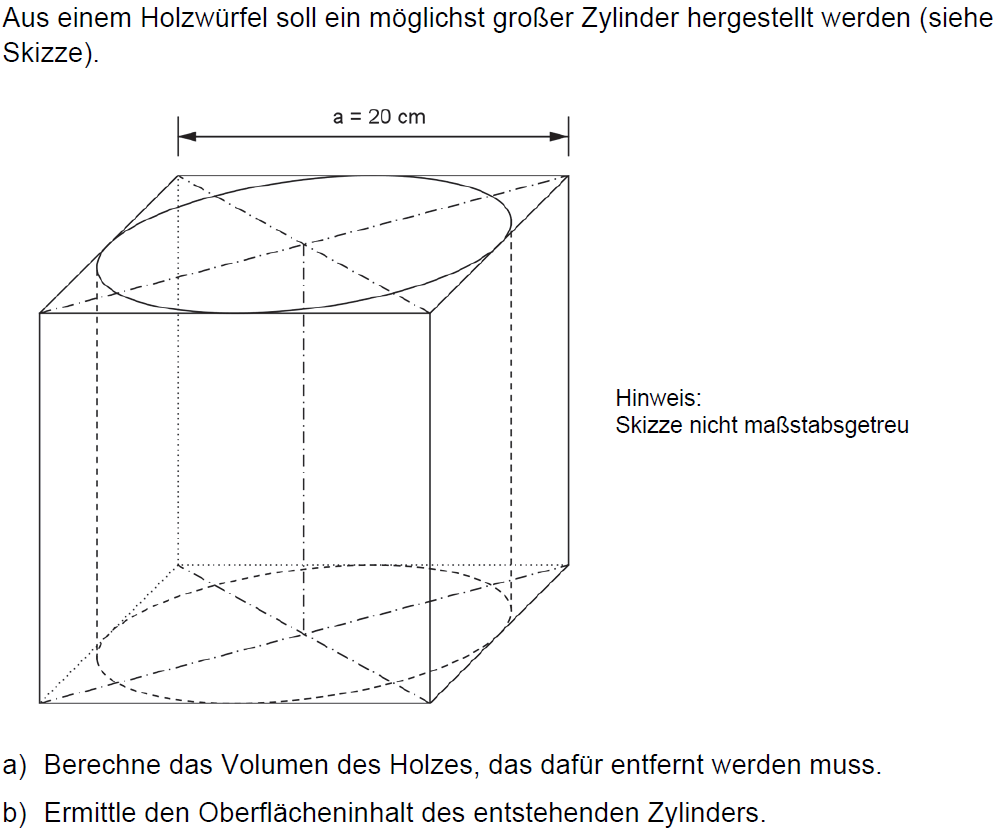 Aus einem Holzwürfel soll ein möglichst großer Zylinder hergestellt werden (siehe
Skizze).
a = 20 cm
Hinweis:
Skizze nicht maßstabsgetreu
a) Berechne das Volumen des Holzes, das dafür entfernt werden muss.
b) Ermittle den Oberflächeninhalt des entstehenden Zylinders.